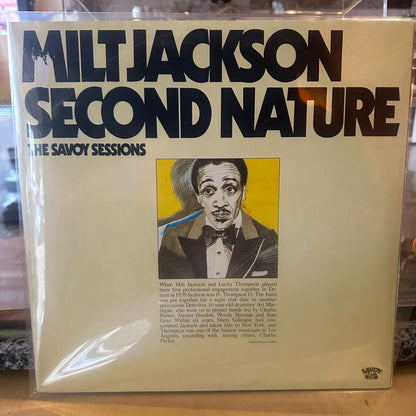 MILT JACKSON
SECOND NATURE
THE SAVOY SESSIONS
When Milt Jackson and Lucky Thompson played
their first professional engagement together in De-
troit in 1939 Jackson was 16, Thompson 15. The band
was put together for a night club date by another
precocious Detroiter, 18-year-old drummer Art Mar-
digan, who went on to propel bands led by Charlie
Parker, Dexter Gordon, Woody Herman and Stan
Getz. Within six years, Dizzy Gillespie had con-
scripted Jackson and taken him to New York, and
Thompson was one of the busiest musicians in Los
Angeles, recording with, among others, Charlie
Parker.
SAVOY